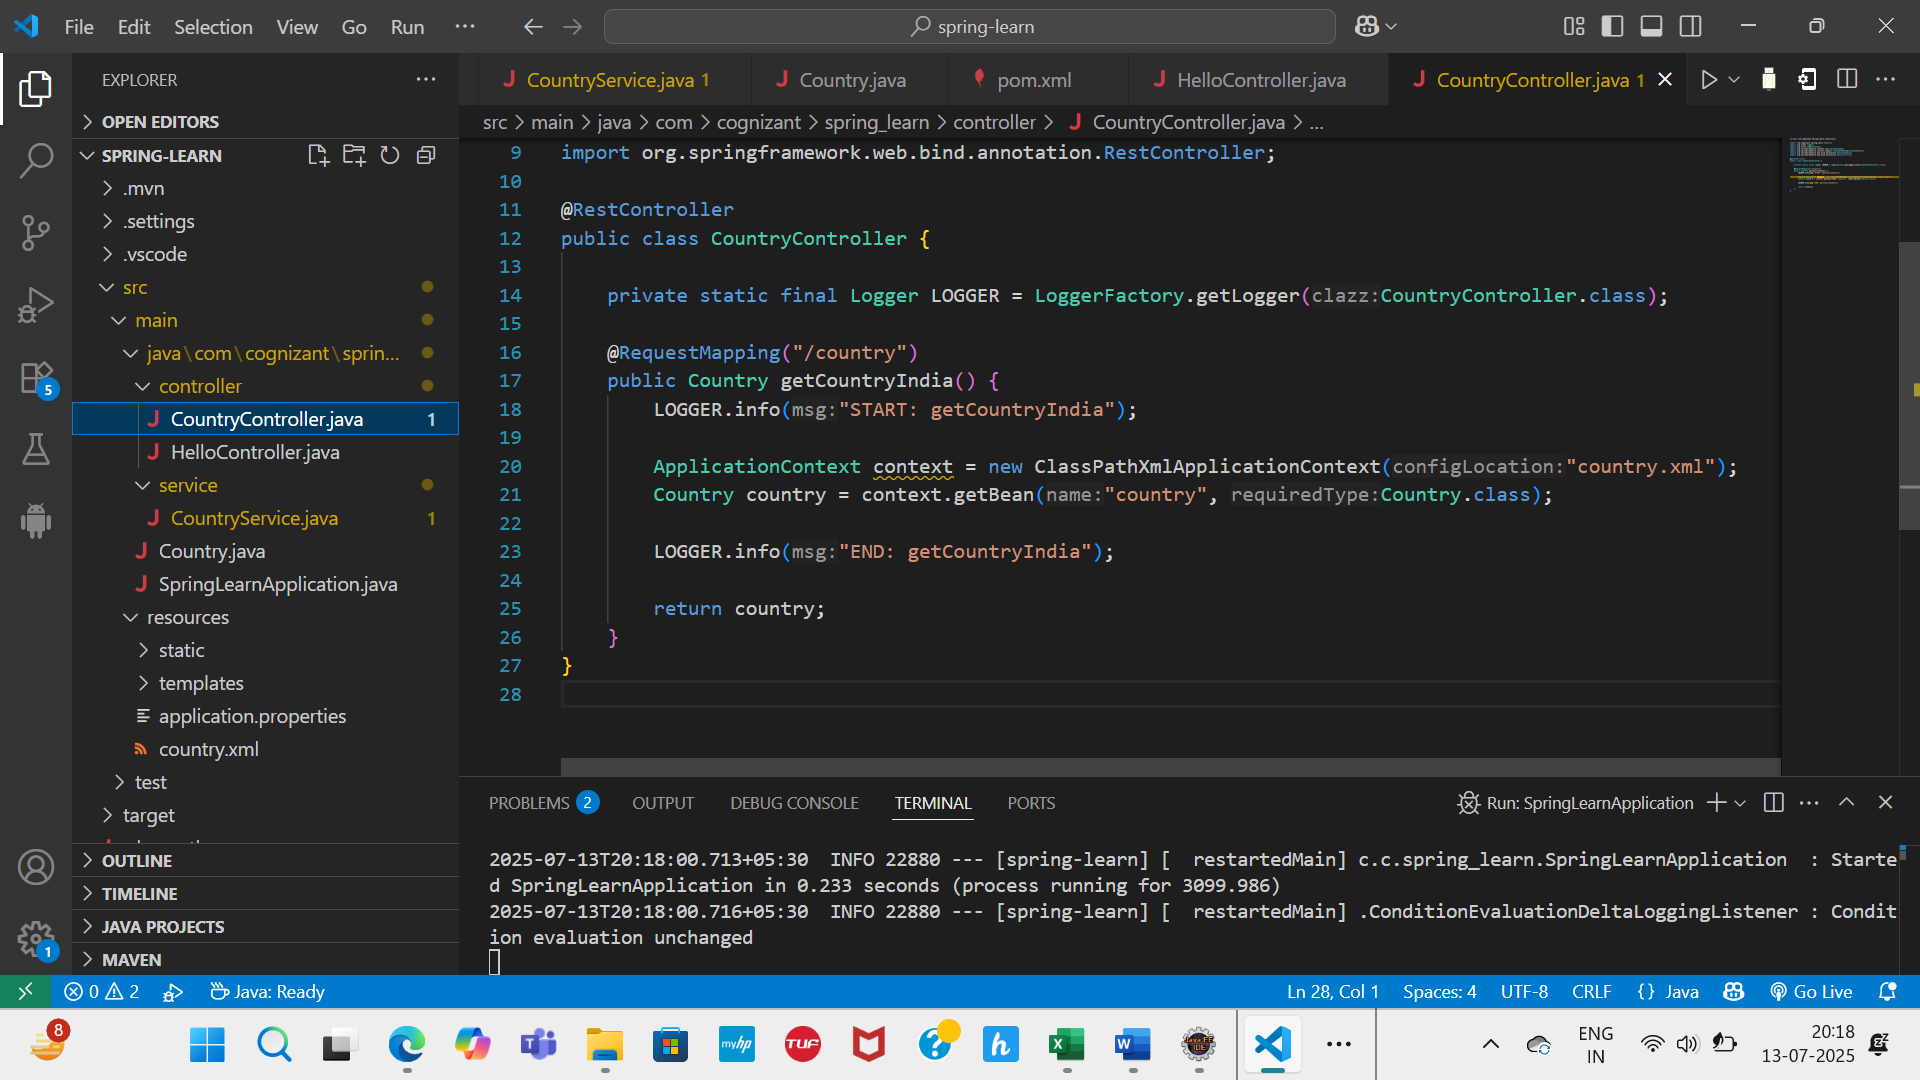 File Edit Selection View Go Run ··· spring-learn
EXPLORER ···
OPEN EDITORS
SPRING-LEARN
.mvn
.settings
.vscode
src
main
java\com\cognizant\sprin...
controller
CountryController.java 1
HelloController.java
service
CountryService.java 1
Country.java
SpringLearnApplication.java
resources
static
templates
application.properties
country.xml
test
target
OUTLINE
TIMELINE
JAVA PROJECTS
MAVEN
5
1
CountryService.java 1 Country.java pom.xml HelloController.java CountryController.java 1
src > main > java > com > cognizant > spring_learn > controller > CountryController.java > ...
9 import org.springframework.web.bind.annotation.RestController;
10
11 @RestController
12 public class CountryController {
13
14 private static final Logger LOGGER = LoggerFactory.getLogger(clazz:CountryController.class);
15
16 @RequestMapping("/country")
17 public Country getCountryIndia() {
18 LOGGER.info(msg:"START: getCountryIndia");
19
20 ApplicationContext context = new ClassPathXmlApplicationContext(configLocation:"country.xml");
21 Country country = context.getBean(name:"country", requiredType:Country.class);
22
23 LOGGER.info(msg:"END: getCountryIndia");
24
25 return country;
26 }
27 }
28
PROBLEMS 2 OUTPUT DEBUG CONSOLE TERMINAL PORTS Run: SpringLearnApplication
2025-07-13T20:18:00.713+05:30  INFO 22880 --- [spring-learn] [  restartedMain] c.c.spring_learn.SpringLearnApplication  : Starte
d SpringLearnApplication in 0.233 seconds (process running for 3099.986)
2025-07-13T20:18:00.716+05:30  INFO 22880 --- [spring-learn] [  restartedMain] .ConditionEvaluationDeltaLoggingListener : Condit
ion evaluation unchanged
0 2 Java: Ready Ln 28, Col 1 Spaces: 4 UTF-8 CRLF {} Java Go Live
8 myhp TUF ? h X W Java EE IDE ··· ENG
IN
20:18
13-07-2025